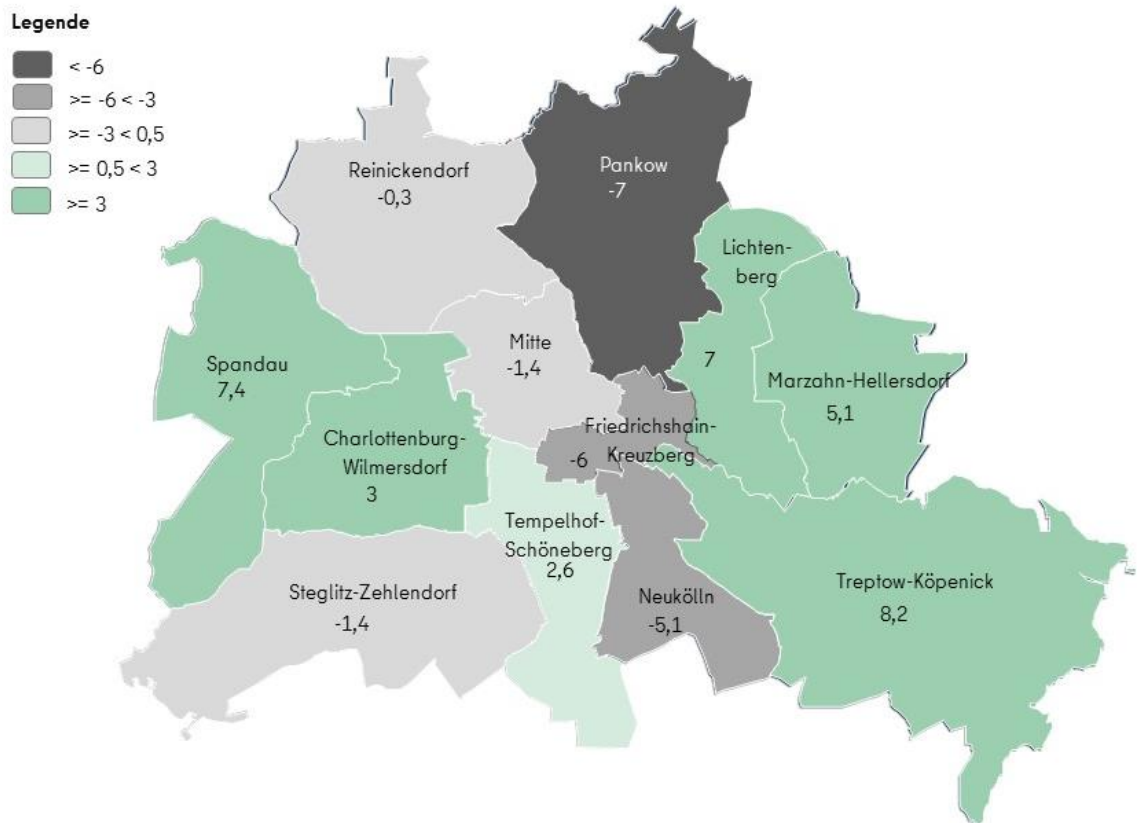 Legende
< -6
>= -6 < -3
>= -3 < 0,5
>= 0,5 < 3
>= 3
Reinickendorf
-0,3
Pankow
-7
Lichten-
berg
7
Mitte
-1,4
Spandau
7,4
Marzahn-Hellersdorf
5,1
Charlottenburg-
Wilmersdorf
3
Friedrichshain-
Kreuzberg
-6
Tempelhof-
Schöneberg
2,6
Steglitz-Zehlendorf
-1,4
Neukölln
-5,1
Treptow-Köpenick
8,2